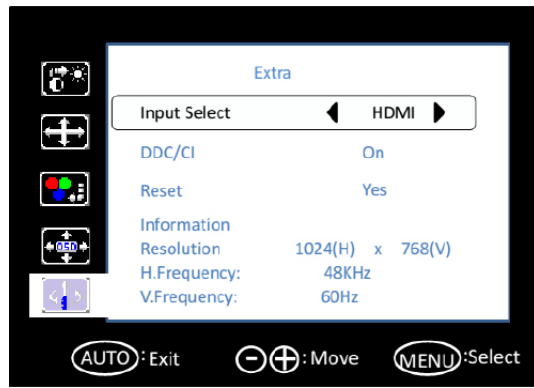 Extra
Input Select HDMI
DDC/CI On
Reset Yes
Information
Resolution 1024(H) x 768(V)
H.Frequency: 48KHz
V.Frequency: 60Hz
OSD
AUTO:Exit -+:Move MENU:Select